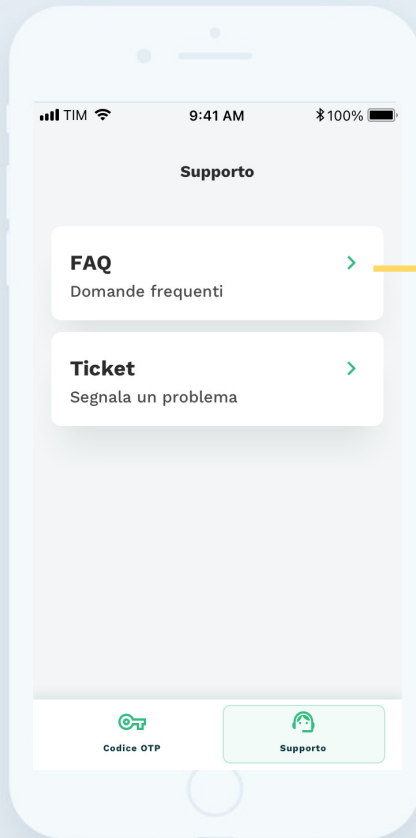 TIM 9:41 AM 100%
Supporto
FAQ
Domande frequenti
Ticket
Segnala un problema
Codice OTP Supporto